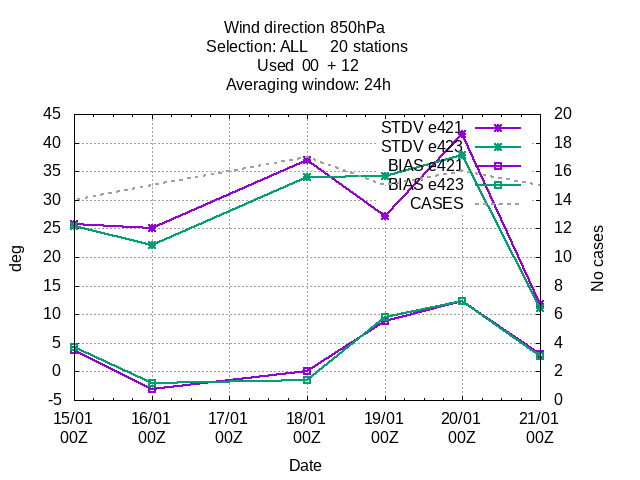 Wind direction 850hPa
Selection: ALL     20 stations
Used  00  + 12
Averaging window: 24h
45 20
40 18
35 16
30 14
25 12
20 10
15 8
10 6
5 4
0 2
-5 0
STDV e421
STDV e423
BIAS e421
BIAS e423
CASES
deg
No cases
15/01 16/01 17/01 18/01 19/01 20/01 21/01
00Z 00Z 00Z 00Z 00Z 00Z 00Z
Date